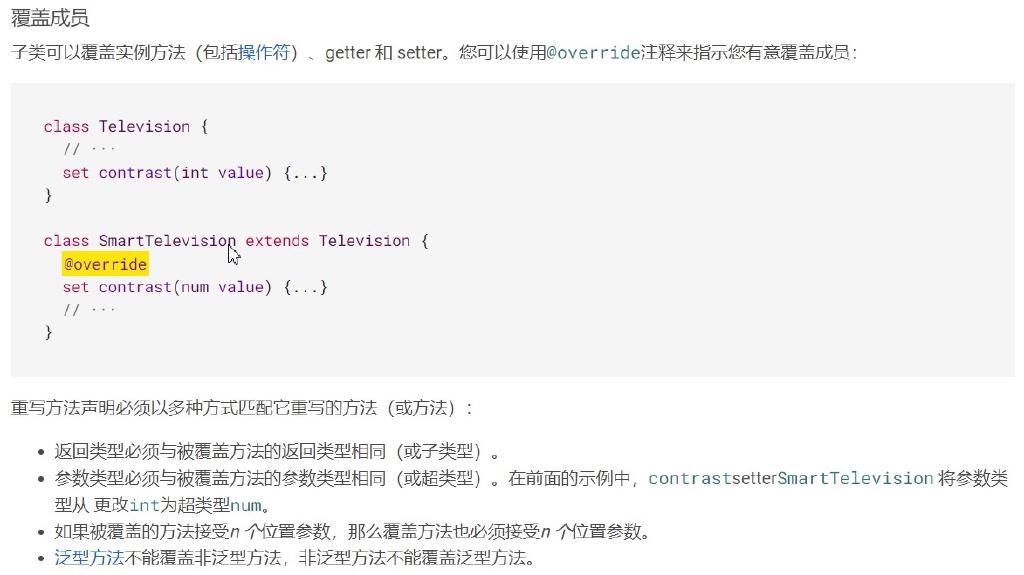 覆盖成员
子类可以覆盖实例方法（包括操作符）、getter 和 setter。您可以使用@override注释来指示您有意覆盖成员：
class Television {
// ···
set contrast(int value) {...}
}
class SmartTelevision extends Television {
@override
set contrast(num value) {...}
// ···
}
重写方法声明必须以多种方式匹配它重写的方法（或方法）：
• 返回类型必须与被覆盖方法的返回类型相同（或子类型）。
• 参数类型必须与被覆盖方法的参数类型相同（或超类型）。在前面的示例中，contrastsetterSmartTelevision 将参数类
型从 更改int为超类型num。
• 如果被覆盖的方法接受n 个位置参数，那么覆盖方法也必须接受n 个位置参数。
• 泛型方法不能覆盖非泛型方法，非泛型方法不能覆盖泛型方法。